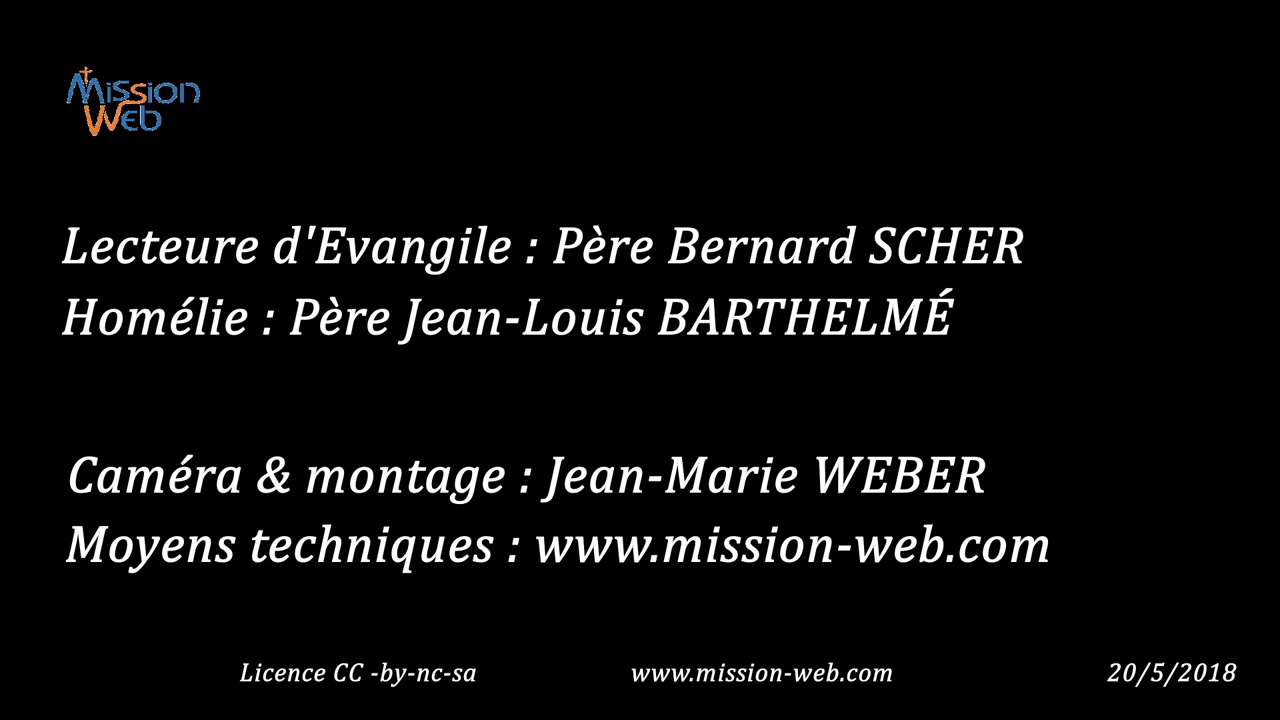 Mission
Web
Lecteure d'Evangile : Père Bernard SCHER
Homélie : Père Jean-Louis BARTHELMÉ
Caméra & montage : Jean-Marie WEBER
Moyens techniques : www.mission-web.com
Licence CC -by-nc-sa www.mission-web.com 20/5/2018